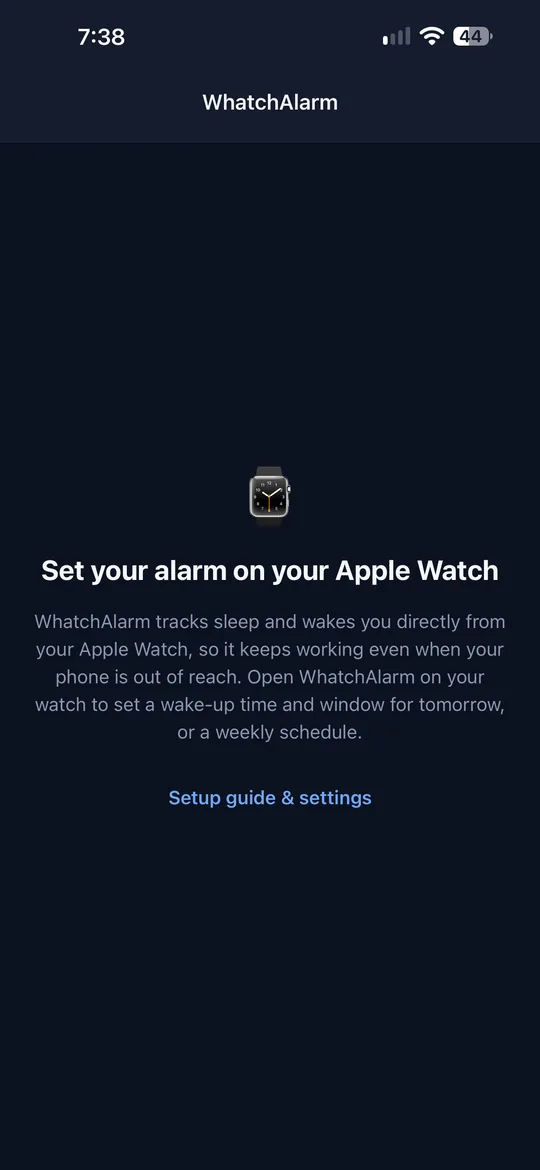 7:38
44
WhatchAlarm
Set your alarm on your Apple Watch
WhatchAlarm tracks sleep and wakes you directly from
your Apple Watch, so it keeps working even when your
phone is out of reach. Open WhatchAlarm on your
watch to set a wake-up time and window for tomorrow,
or a weekly schedule.
Setup guide & settings